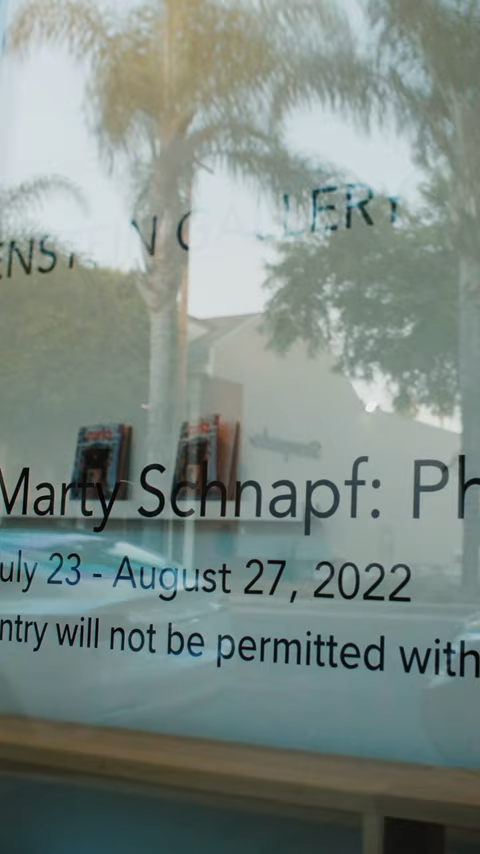 Marty Schnapf: Ph
uly 23 - August 27, 2022
ntry will not be permitted with